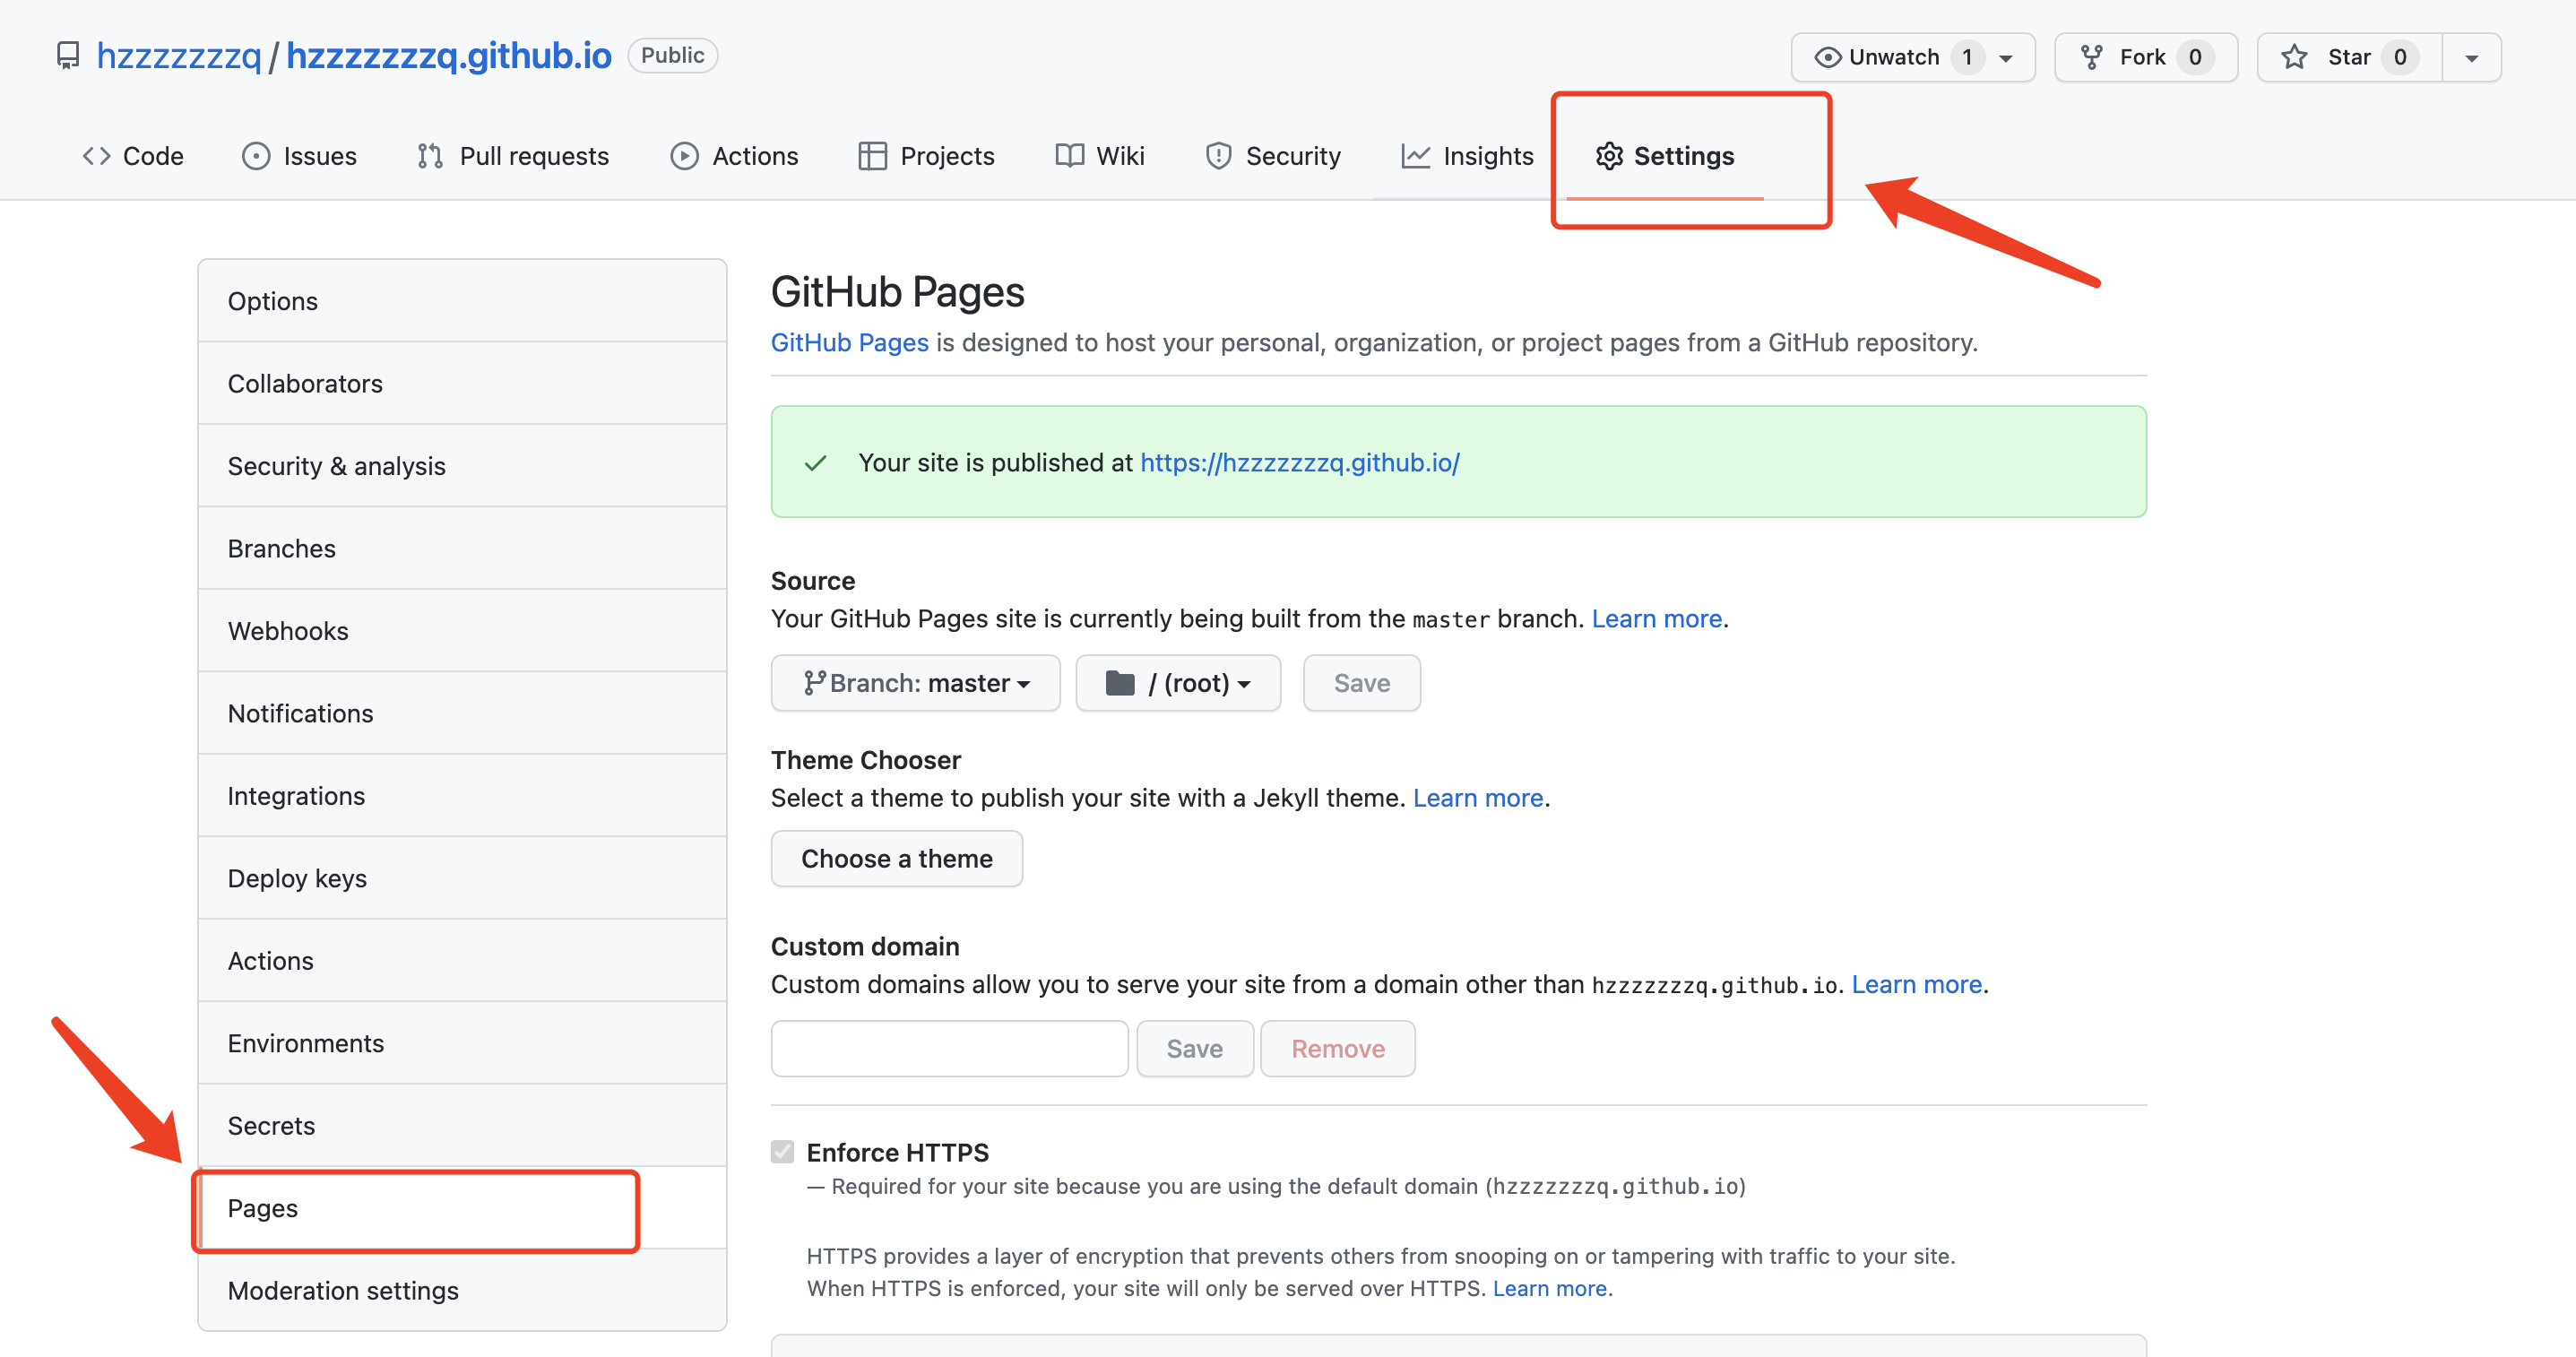 hzzzzzzzq / hzzzzzzzq.github.io Public
Unwatch 1 Fork 0 Star 0
Code Issues Pull requests Actions Projects Wiki Security Insights Settings
Options
Collaborators
Security & analysis
Branches
Webhooks
Notifications
Integrations
Deploy keys
Actions
Environments
Secrets
Pages
Moderation settings
GitHub Pages
GitHub Pages is designed to host your personal, organization, or project pages from a GitHub repository.
Your site is published at https://hzzzzzzzq.github.io/
Source
Your GitHub Pages site is currently being built from the master branch. Learn more.
Branch: master / (root) Save
Theme Chooser
Select a theme to publish your site with a Jekyll theme. Learn more.
Choose a theme
Custom domain
Custom domains allow you to serve your site from a domain other than hzzzzzzzq.github.io. Learn more.
Save Remove
Enforce HTTPS
— Required for your site because you are using the default domain (hzzzzzzzq.github.io)
HTTPS provides a layer of encryption that prevents others from snooping on or tampering with traffic to your site.
When HTTPS is enforced, your site will only be served over HTTPS. Learn more.